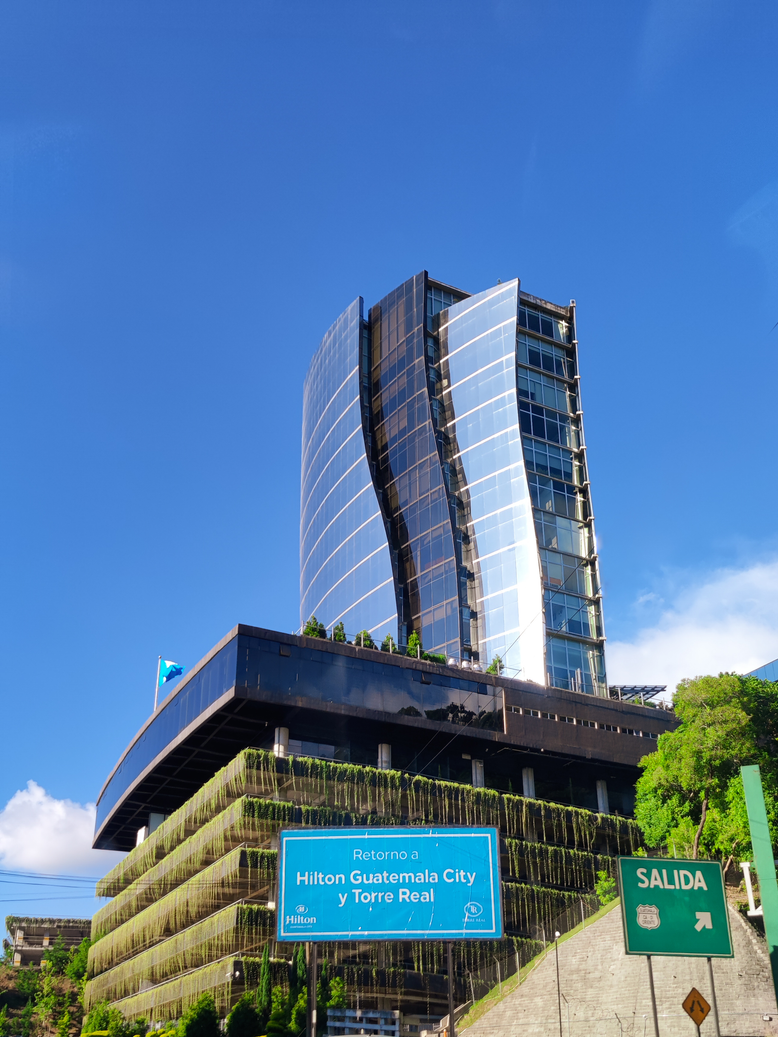 Retorno a
Hilton Guatemala City
y Torre Real
Hilton
SALIDA